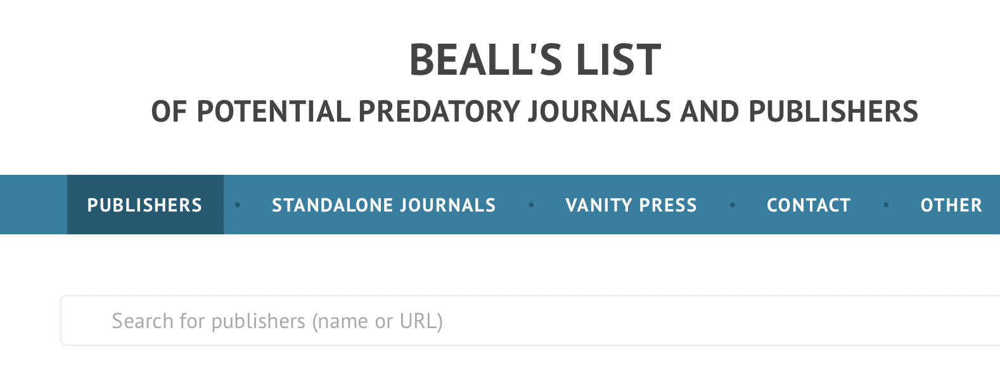 BEALL'S LIST
OF POTENTIAL PREDATORY JOURNALS AND PUBLISHERS
PUBLISHERS • STANDALONE JOURNALS • VANITY PRESS • CONTACT • OTHER
Search for publishers (name or URL)